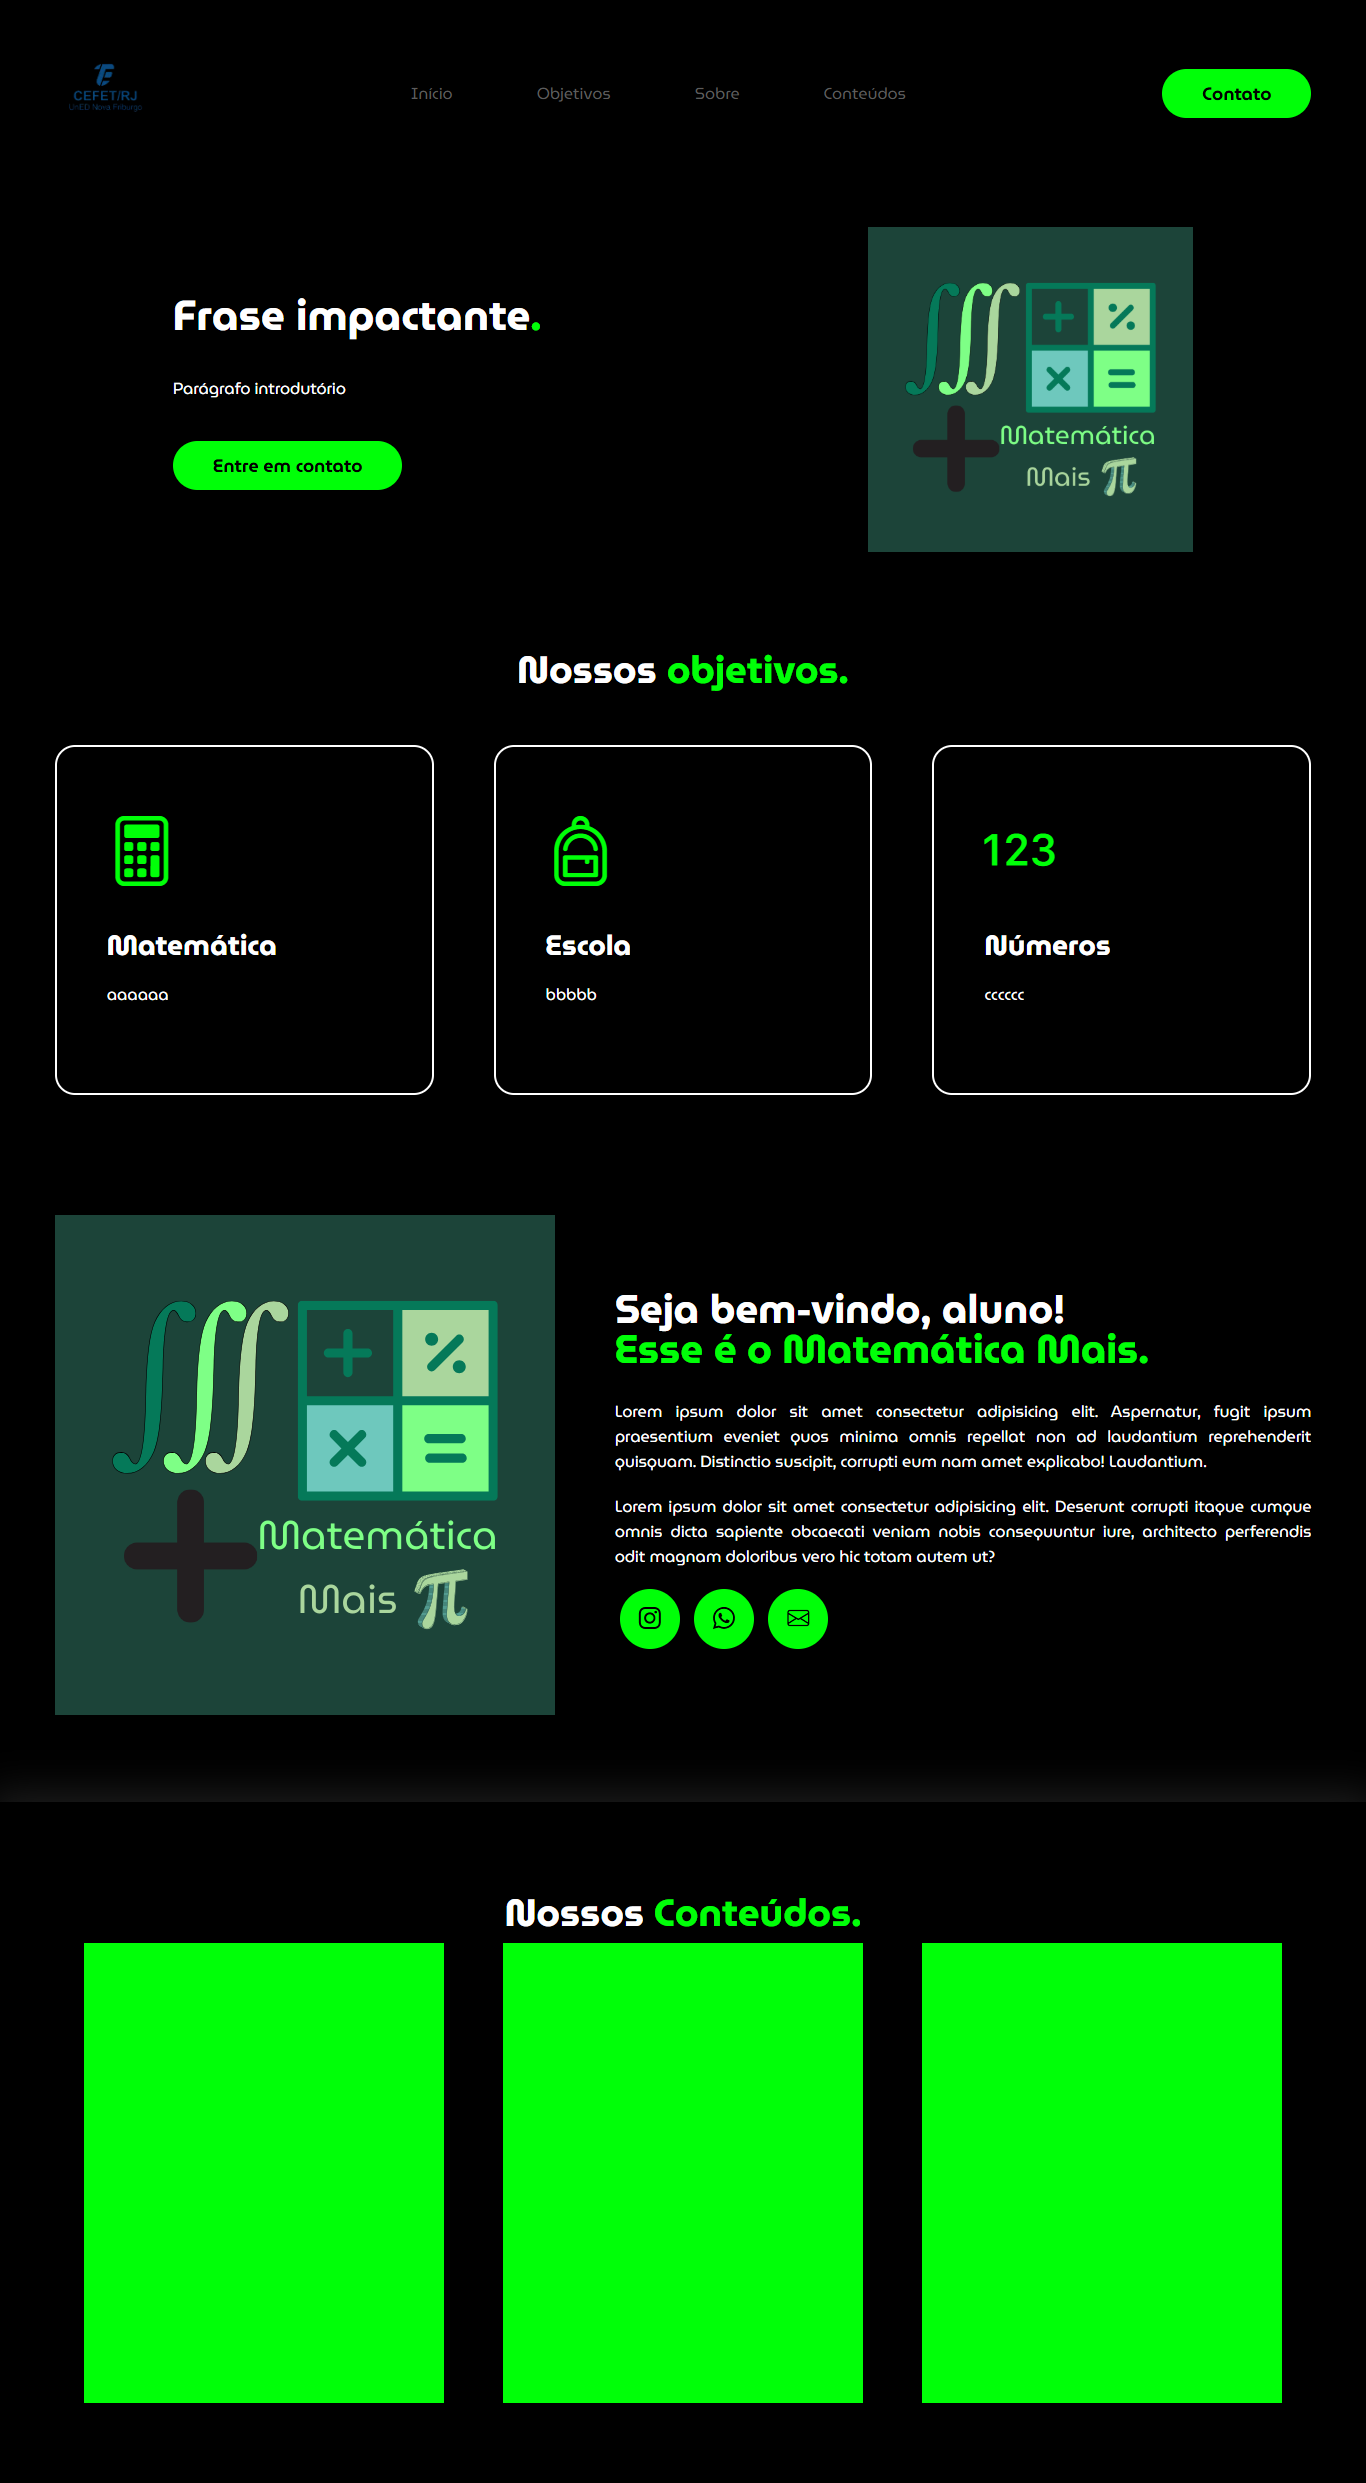 CEFET/RJ
UnED Nova Friburgo
Início
Objetivos
Sobre
Conteúdos
Contato
Frase impactante.
Parágrafo introdutório
Entre em contato
Matemática
Mais π
Nossos objetivos.
123
Matemática
Escola
Números
aaaaaa
bbbbb
cccccc
Matemática
Mais π
Seja bem-vindo, aluno!
Esse é o Matemática Mais.
Lorem ipsum dolor sit amet consectetur adipisicing elit. Aspernatur, fugit ipsum
praesentium eveniet quos minima omnis repellat non ad laudantium reprehenderit
quisquam. Distinctio suscipit, corrupti eum nam amet explicabo! Laudantium.
Lorem ipsum dolor sit amet consectetur adipisicing elit. Deserunt corrupti itaque cumque
omnis dicta sapiente obcaecati veniam nobis consequuntur iure, architecto perferendis
odit magnam doloribus vero hic totam autem ut?
Nossos Conteúdos.